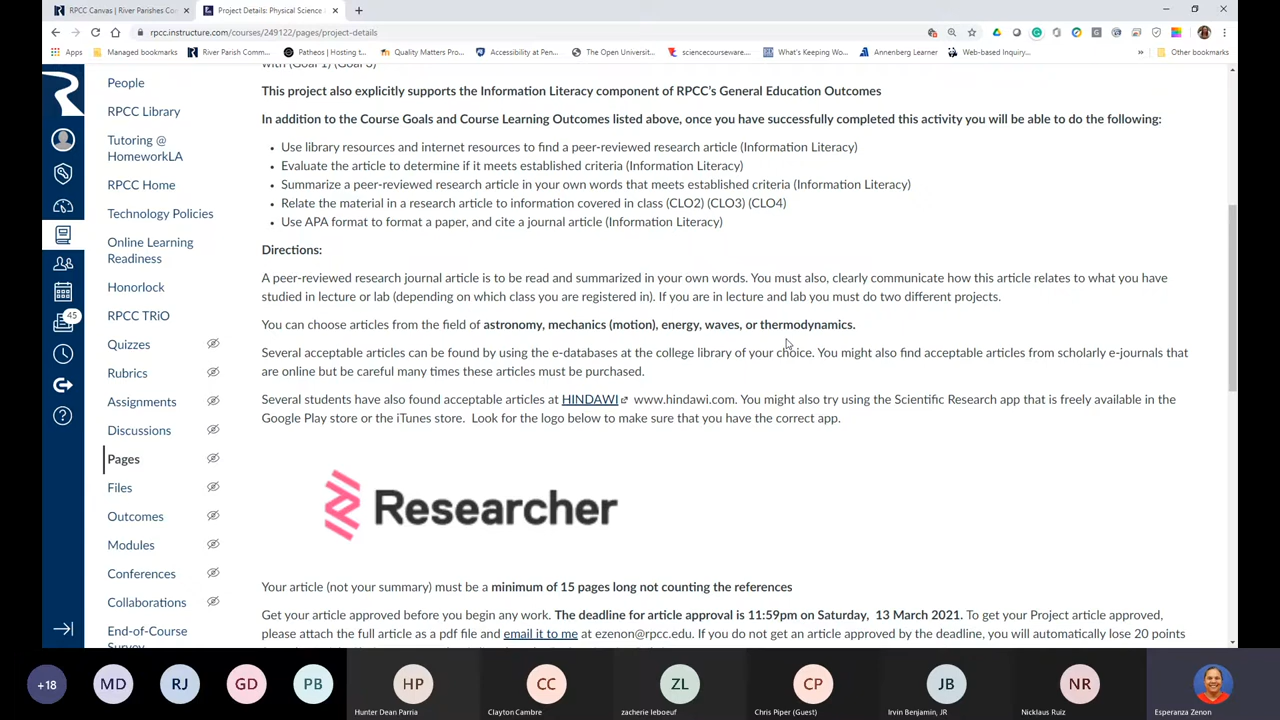 RPCC Canvas | River Parishes Com
Project Details: Physical Science
rpcc.instructure.com/courses/249122/pages/project-details
Apps
Managed bookmarks
River Parish Comm...
Patheos | Hosting t...
Quality Matters Pro...
Accessibility at Pen...
The Open Universit...
sciencecourseware...
What's Keeping Wo...
Annenberg Learner
Web-based Inquiry...
Other bookmarks
45
People
RPCC Library
Tutoring @
HomeworkLA
RPCC Home
Technology Policies
Online Learning
Readiness
Honorlock
RPCC TRiO
Quizzes
Rubrics
Assignments
Discussions
Pages
Files
Outcomes
Modules
Conferences
Collaborations
End-of-Course
Survey
with (Goal 1) (Goal 3)
This project also explicitly supports the Information Literacy component of RPCC's General Education Outcomes
In addition to the Course Goals and Course Learning Outcomes listed above, once you have successfully completed this activity you will be able to do the following:
• Use library resources and internet resources to find a peer-reviewed research article (Information Literacy)
• Evaluate the article to determine if it meets established criteria (Information Literacy)
• Summarize a peer-reviewed research article in your own words that meets established criteria (Information Literacy)
• Relate the material in a research article to information covered in class (CLO2) (CLO3) (CLO4)
• Use APA format to format a paper, and cite a journal article (Information Literacy)
Directions:
A peer-reviewed research journal article is to be read and summarized in your own words. You must also, clearly communicate how this article relates to what you have
studied in lecture or lab (depending on which class you are registered in). If you are in lecture and lab you must do two different projects.
You can choose articles from the field of astronomy, mechanics (motion), energy, waves, or thermodynamics.
Several acceptable articles can be found by using the e-databases at the college library of your choice. You might also find acceptable articles from scholarly e-journals that
are online but be careful many times these articles must be purchased.
Several students have also found acceptable articles at HINDAWI www.hindawi.com. You might also try using the Scientific Research app that is freely available in the
Google Play store or the iTunes store. Look for the logo below to make sure that you have the correct app.
Researcher
Your article (not your summary) must be a minimum of 15 pages long not counting the references
Get your article approved before you begin any work. The deadline for article approval is 11:59pm on Saturday, 13 March 2021. To get your Project article approved,
please attach the full article as a pdf file and email it to me at ezenon@rpcc.edu. If you do not get an article approved by the deadline, you will automatically lose 20 points
+18
MD
RJ
GD
PB
HP
CC
ZL
CP
JB
NR
Hunter Dean Parria
Clayton Cambre
zacherie leboeuf
Chris Piper (Guest)
Irvin Benjamin, JR
Nicklaus Ruiz
Esperanza Zenon